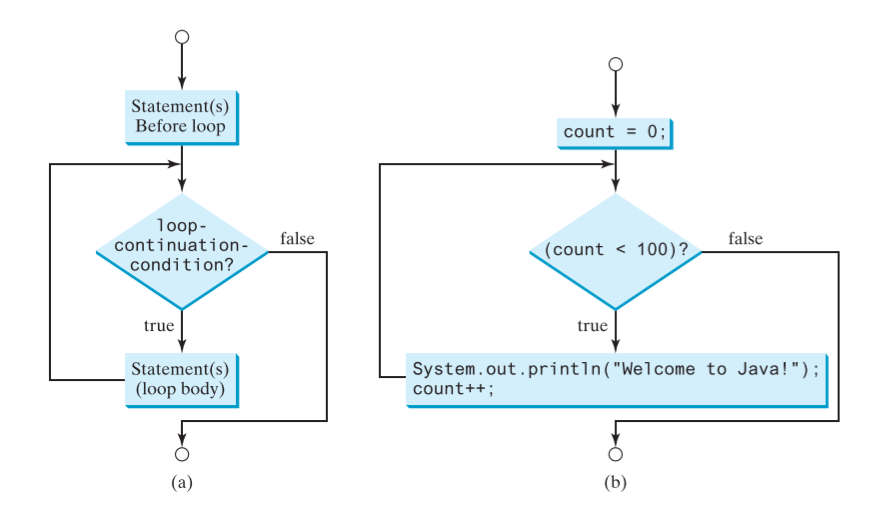 Statement(s)
Before loop
loop-
continuation-
condition?
false
true
Statement(s)
(loop body)
(a)
count = 0;
(count < 100)?
false
true
System.out.println("Welcome to Java!");
count++;
(b)